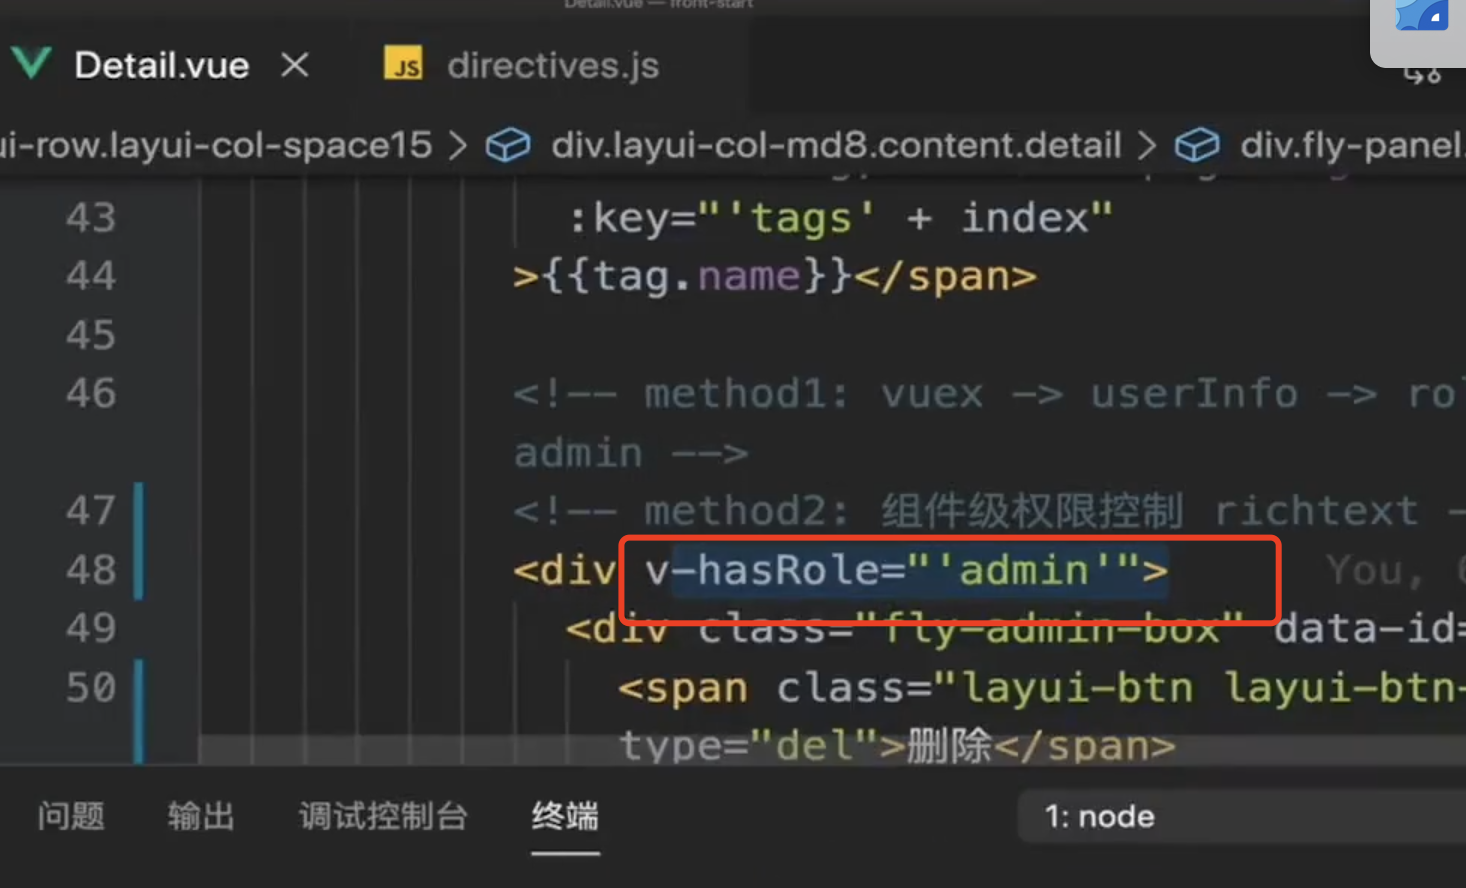 Detail.vue — front-start
Detail.vue
JS directives.js
ui-row.layui-col-space15 > div.layui-col-md8.content.detail > div.fly-panel.
43 :key="'tags' + index"
44 >{{tag.name}}</span>
45
46 <!-- method1: vuex -> userInfo -> ro
admin -->
47 <!-- method2: 组件级权限控制 richtext -
48 <div v-hasRole="'admin'"> You,
49 <div class="fly-admin-box" data-id=
50 <span class="layui-btn layui-btn-
type="del">删除</span>
问题 输出 调试控制台 终端 1: node